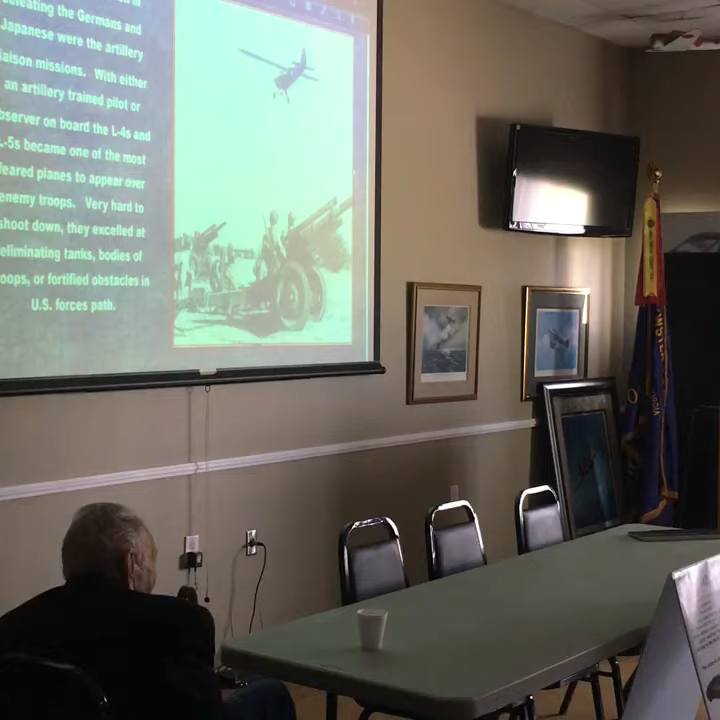 defeating the Germans and
Japanese were the artillery
liaison missions. With either
an artillery trained pilot or
observer on board the L-4s and
L-5s became one of the most
feared planes to appear over
enemy troops. Very hard to
shoot down, they excelled at
eliminating tanks, bodies of
troops, or fortified obstacles in
U.S. forces path.